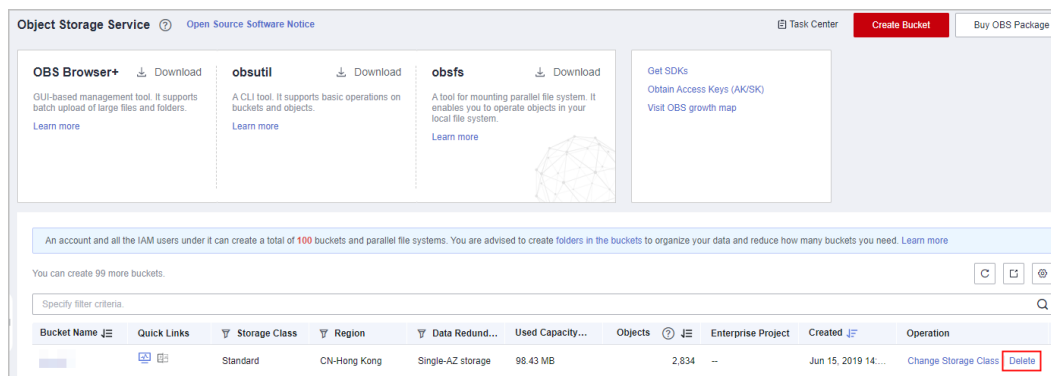 Object Storage Service ? Open Source Software Notice Task Center Create Bucket Buy OBS Package
OBS Browser+ Download
GUI-based management tool. It supports
batch upload of large files and folders.
Learn more
obsutil Download
A CLI tool. It supports basic operations on
buckets and objects.
Learn more
obsfs Download
A tool for mounting parallel file system. It
enables you to operate objects in your
local file system.
Learn more
Get SDKs
Obtain Access Keys (AK/SK)
Visit OBS growth map
An account and all the IAM users under it can create a total of 100 buckets and parallel file systems. You are advised to create folders in the buckets to organize your data and reduce how many buckets you need. Learn more
You can create 99 more buckets.
Specify filter criteria.
Bucket Name Quick Links Storage Class Region Data Redund... Used Capacity... Objects ? Enterprise Project Created Operation
Standard CN-Hong Kong Single-AZ storage 98.43 MB 2,834 -- Jun 15, 2019 14:... Change Storage Class Delete